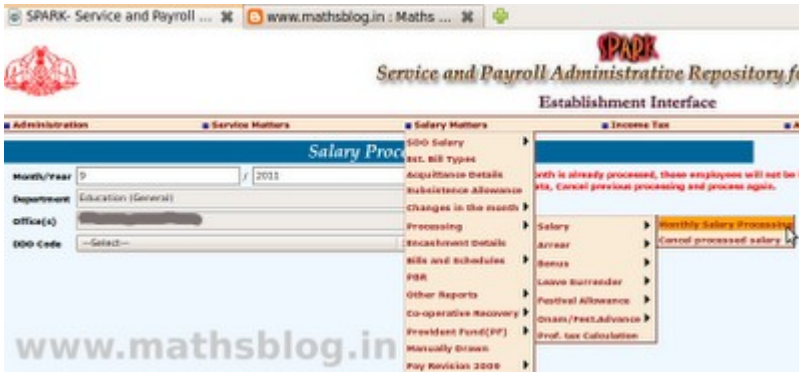 SPARK- Service and Payroll ...
www.mathsblog.in : Maths ...
SPARK
Service and Payroll Administrative Repository f
Establishment Interface
Administration
Service Matters
Salary Matters
Income Tax
A
Salary Proce
Month/Year 9 / 2011
Department Education (General)
Office(s)
DDO Code --Select--
onth is already processed, these employees will not be
ata, Cancel previous processing and process again.
SDO Salary
Est. Bill Types
Acquittance Details
Subsistence Allowance
Changes in the month
Processing
Encashment Details
Bills and Schedules
PBR
Other Reports
Co-operative Recovery
Provident Fund(PF)
Manually Drawn
Pay Revision 2009
Salary
Arrear
Bonus
Leave Surrender
Festival Allowance
Onam/Fest.Advance
Prof. tax Calculation
Monthly Salary Processing
Cancel processed salary
www.mathsblog.in